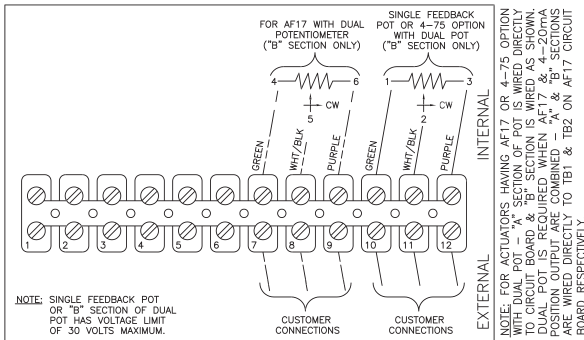 FOR AF17 WITH DUAL
POTENTIOMETER
("B" SECTION ONLY)
SINGLE FEEDBACK
POT OR 4-75 OPTION
WITH DUAL POT
("B" SECTION ONLY)
4
6
CW
5
1
3
CW
2
GREEN
WHT/BLK
PURPLE
GREEN
WHT/BLK
PURPLE
INTERNAL
1
2
3
4
5
6
7
8
9
10
11
12
EXTERNAL
NOTE: SINGLE FEEDBACK POT
OR "B" SECTION OF DUAL
POT HAS VOLTAGE LIMIT
OF 30 VOLTS MAXIMUM.
CUSTOMER
CONNECTIONS
CUSTOMER
CONNECTIONS
NOTE: FOR ACTUATORS HAVING AF17 OR 4-75 OPTION
WITH DUAL POT - "A" SECTION OF POT IS WIRED DIRECTLY
TO CIRCUIT BOARD & "B" SECTION IS WIRED AS SHOWN.
DUAL POT IS REQUIRED WHEN AF17 & 4-20mA
POSITION OUTPUT ARE COMBINED - "A" & "B" SECTIONS
ARE WIRED DIRECTLY TO TB1 & TB2 ON AF17 CIRCUIT
BOARD RESPECTIVELY